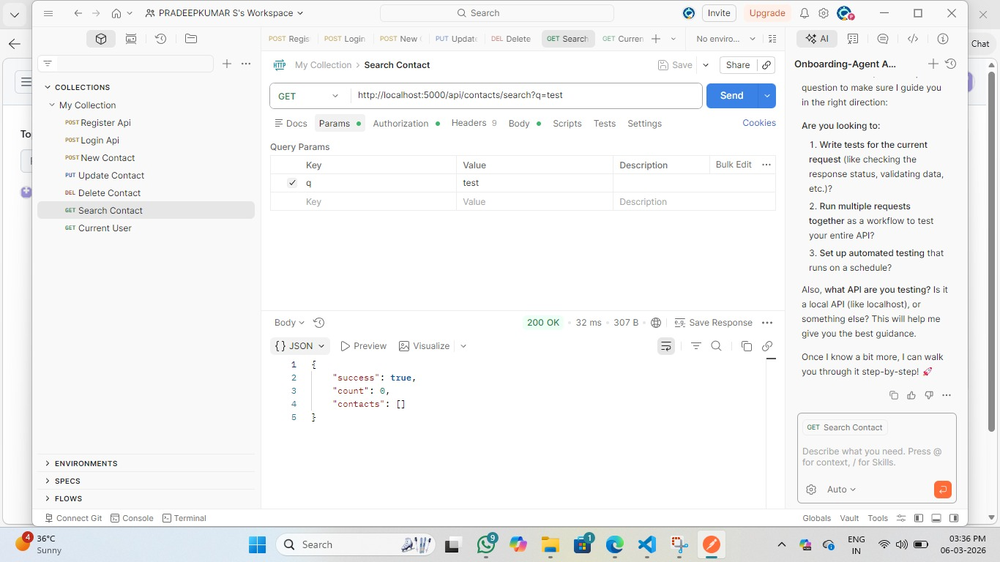 PRADEEPKUMAR S's Workspace
Search
Invite
Upgrade
POST Regis
POST Login
POST New
PUT Update
DEL Delete
GET Search
GET Curren
No enviro...
AI
Chat
COLLECTIONS
My Collection
POST Register Api
POST Login Api
POST New Contact
PUT Update Contact
DEL Delete Contact
GET Search Contact
GET Current User
ENVIRONMENTS
SPECS
FLOWS
HTTP
My Collection > Search Contact
Save
Share
GET
http://localhost:5000/api/contacts/search?q=test
Send
Docs
Params
Authorization
Headers 9
Body
Scripts
Tests
Settings
Cookies
Query Params
Key
Value
Description
Bulk Edit
q
test
Key
Value
Description
Body
200 OK
32 ms
307 B
e.g. Save Response
{} JSON
Preview
Visualize
1 {
2 "success": true,
3 "count": 0,
4 "contacts": []
5 }
Onboarding-Agent A...
question to make sure I guide you
in the right direction:
Are you looking to:
1. Write tests for the current
request (like checking the
response status, validating data,
etc.)?
2. Run multiple requests
together as a workflow to test
your entire API?
3. Set up automated testing that
runs on a schedule?
Also, what API are you testing? Is it
a local API (like localhost), or
something else? This will help me
give you the best guidance.
Once I know a bit more, I can walk
you through it step-by-step! 🚀
GET Search Contact
Describe what you need. Press @
for context, / for Skills.
Auto
Connect Git
Console
Terminal
Globals
Vault
Tools
4
36°C
Sunny
Search
9
1
ENG
IN
03:36 PM
06-03-2026
To